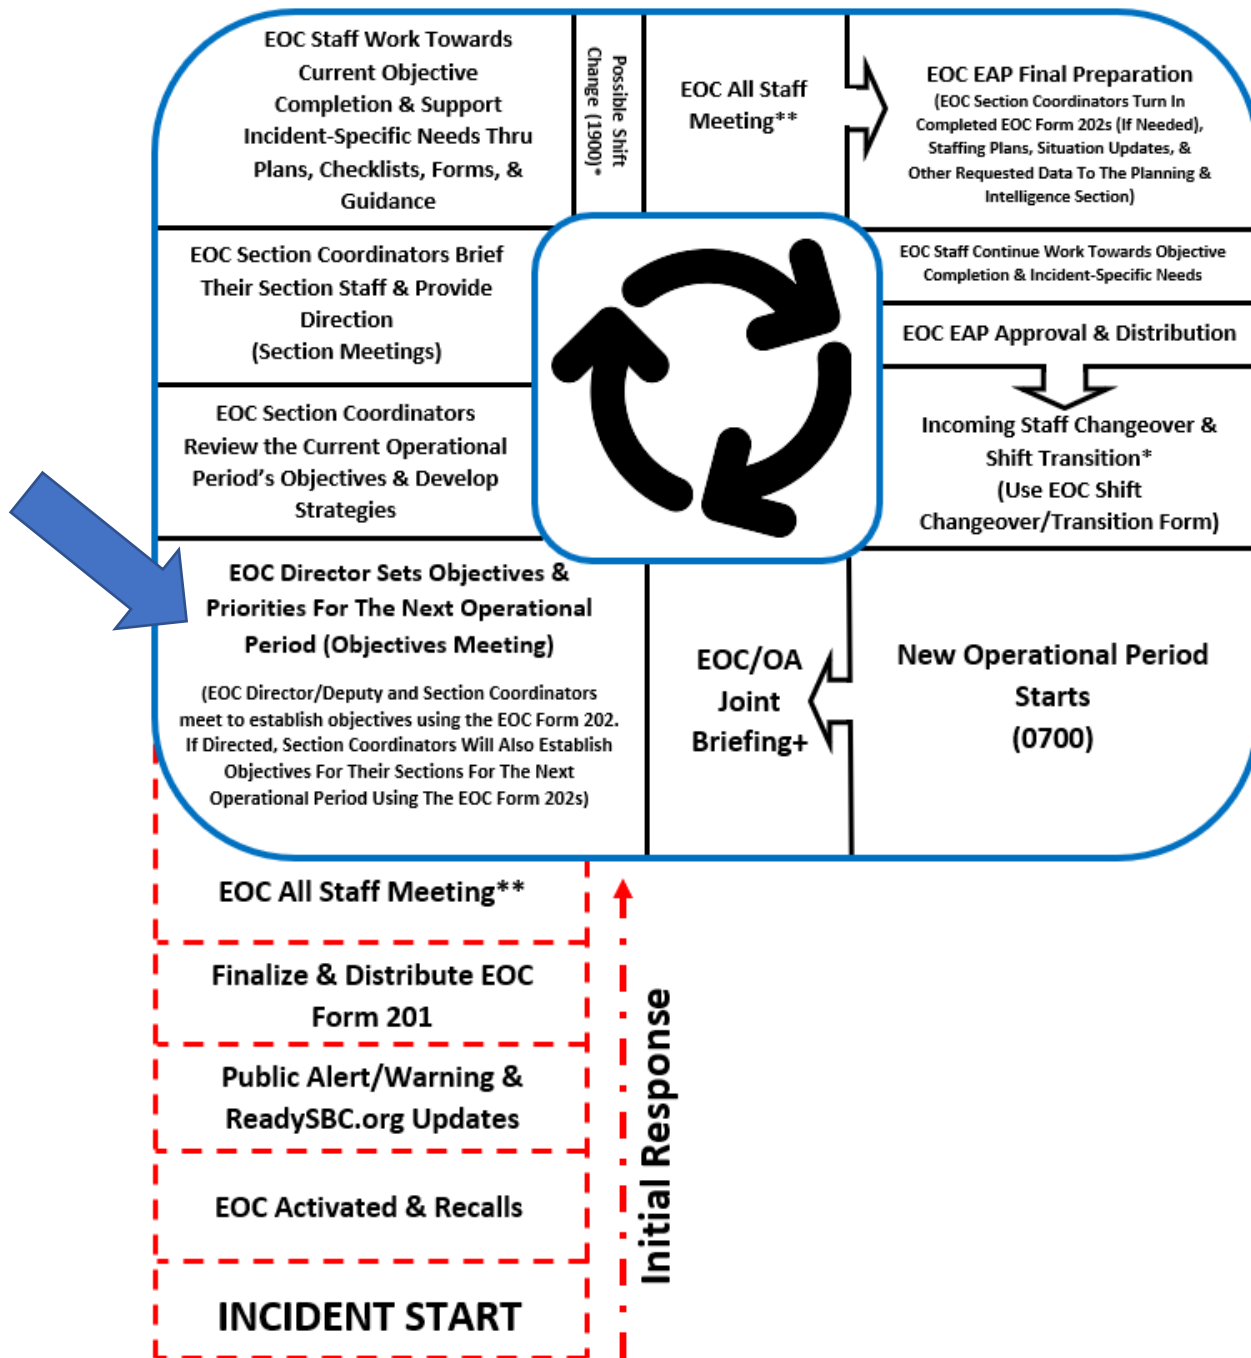 EOC Staff Work Towards
Current Objective
Completion & Support
Incident-Specific Needs Thru
Plans, Checklists, Forms, &
Guidance
Possible Shift
Change (1900)*
EOC All Staff
Meeting**
EOC EAP Final Preparation
(EOC Section Coordinators Turn In
Completed EOC Form 202s (If Needed),
Staffing Plans, Situation Updates, &
Other Requested Data To The Planning &
Intelligence Section)
EOC Section Coordinators Brief
Their Section Staff & Provide
Direction
(Section Meetings)
EOC Staff Continue Work Towards Objective
Completion & Incident-Specific Needs
EOC EAP Approval & Distribution
EOC Section Coordinators
Review the Current Operational
Period's Objectives & Develop
Strategies
Incoming Staff Changeover &
Shift Transition*
(Use EOC Shift
Changeover/Transition Form)
EOC Director Sets Objectives &
Priorities For The Next Operational
Period (Objectives Meeting)
(EOC Director/Deputy and Section Coordinators
meet to establish objectives using the EOC Form 202.
If Directed, Section Coordinators Will Also Establish
Objectives For Their Sections For The Next
Operational Period Using The EOC Form 202s)
EOC/OA
Joint
Briefing+
New Operational Period
Starts
(0700)
EOC All Staff Meeting**
Finalize & Distribute EOC
Form 201
Public Alert/Warning &
ReadySBC.org Updates
EOC Activated & Recalls
INCIDENT START
Initial Response